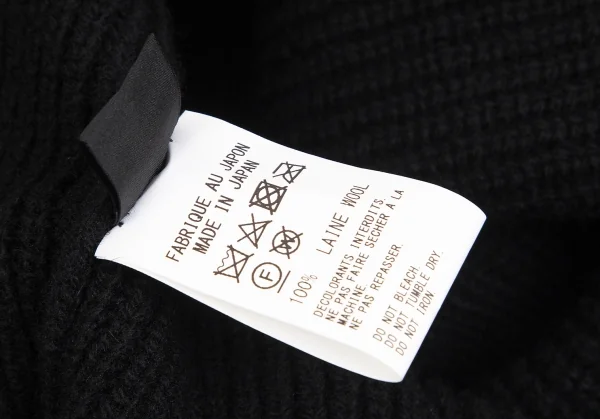 FABRIQUE AU JAPON
MADE IN JAPAN
F W
100% LAINE WOOL
DECOLORANTS INTERDITS.
NE PAS FAIRE SECHER A LA
MACHINE.
NE PAS REPASSER.
DO NOT BLEACH.
DO NOT TUMBLE DRY.
DO NOT IRON.